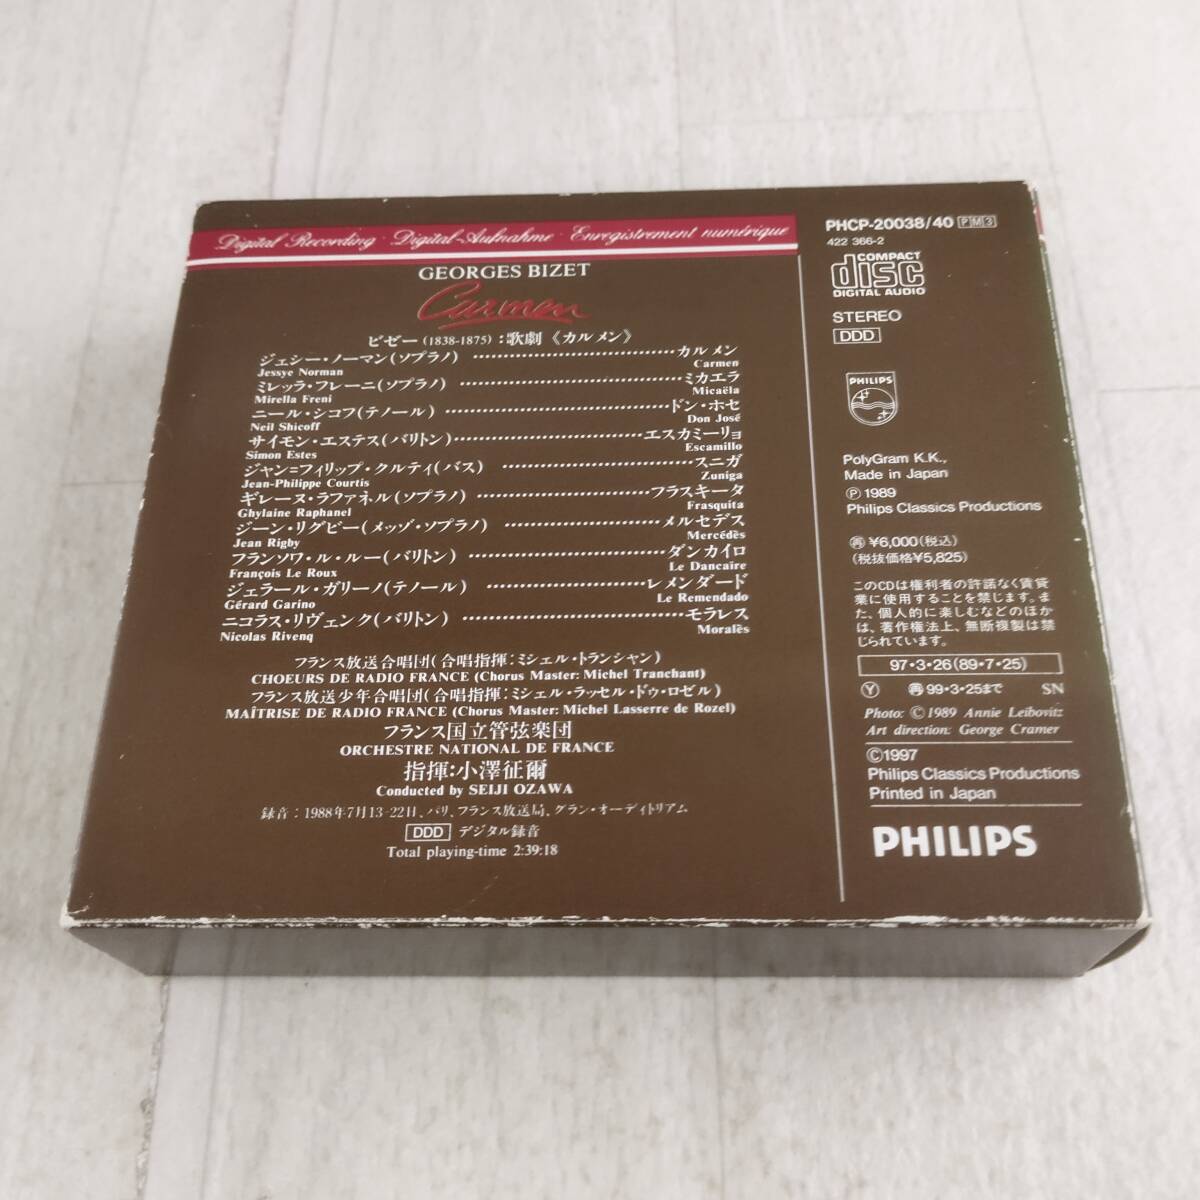 Digital Recording · Digital-Aufnahme · Enregistrement numérique
GEORGES BIZET
Carmen
ビゼー(1838-1875):歌劇《カルメン》
ジェシー・ノーマン(ソプラノ)‥‥‥‥‥‥‥‥‥カルメン
Jessye Norman Carmen
ミレッラ・フレーニ(ソプラノ)‥‥‥‥‥‥‥‥‥ミカエラ
Mirella Freni Micaëla
ニール・シコフ(テノール)‥‥‥‥‥‥‥‥‥ドン・ホセ
Neil Shicoff Don José
サイモン・エステス(バリトン)‥‥‥‥‥‥‥エスカミーリョ
Simon Estes Escamillo
ジャン=フィリップ・クルティ(バス)‥‥‥‥‥‥‥スニガ
Jean-Philippe Courtis Zuniga
ギレーヌ・ラファネル(ソプラノ)‥‥‥‥‥‥‥フラスキータ
Ghylaine Raphanel Frasquita
ジーン・リグビー(メッゾ・ソプラノ)‥‥‥‥‥‥メルセデス
Jean Rigby Mercédès
フランソワ・ル・ルー(バリトン)‥‥‥‥‥‥‥ダンカイロ
François Le Roux Le Dancaïre
ジェラール・ガリーノ(テノール)‥‥‥‥‥‥‥レメンダード
Gérard Garino Le Remendado
ニコラス・リヴェンク(バリトン)‥‥‥‥‥‥‥‥モラレス
Nicolas Rivenq Moralès
フランス放送合唱団(合唱指揮:ミシェル・トランシャン)
CHOEURS DE RADIO FRANCE (Chorus Master: Michel Tranchant)
フランス放送少年合唱団(合唱指揮:ミシェル・ラッセル・ドゥ・ロゼル)
MAÎTRISE DE RADIO FRANCE (Chorus Master: Michel Lasserre de Rozel)
フランス国立管弦楽団
ORCHESTRE NATIONAL DE FRANCE
指揮:小澤征爾
Conducted by SEIJI OZAWA
録音:1988年7月13-22日、パリ、フランス放送局、グラン・オーディトリアム
DDD デジタル録音
Total playing-time 2:39:18
PHCP-20038/40 PM3
422 366-2
COMPACT
disc
DIGITAL AUDIO
STEREO
DDD
PHILIPS
PolyGram K.K.,
Made in Japan
Ⓟ 1989
Philips Classics Productions
再 ¥6,000(税込)
(税抜価格¥5,825)
このCDは権利者の許諾なく賃貸
業に使用することを禁じます。ま
た、個人的に楽しむなどのほか
は、著作権法上、無断複製は禁
じられています。
97・3・26(89・7・25)
Ⓨ 再99・3・25まで SN
Photo: © 1989 Annie Leibovitz
Art direction: George Cramer
©1997
Philips Classics Productions
Printed in Japan
PHILIPS